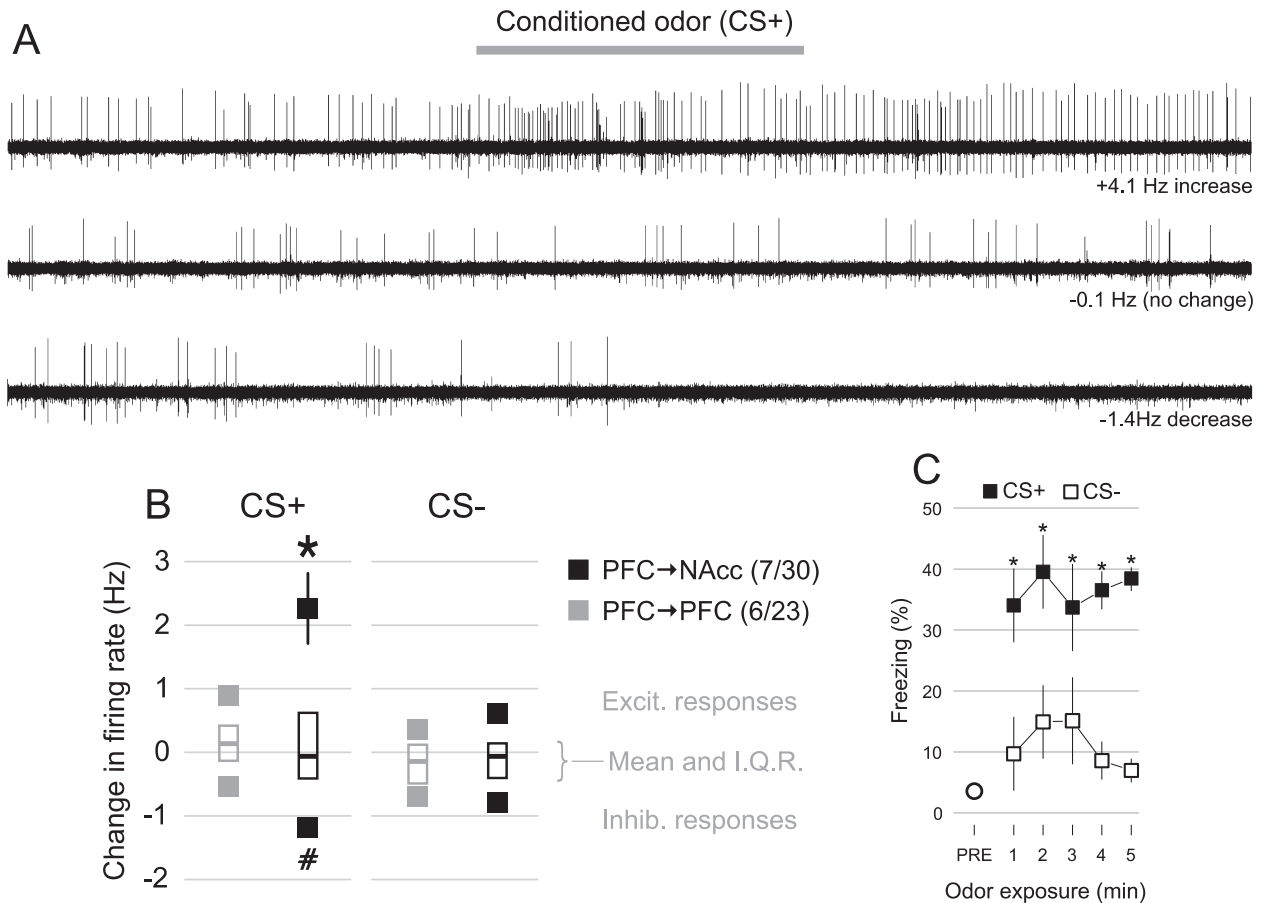 A
Conditioned odor (CS+)
+4.1 Hz increase
-0.1 Hz (no change)
-1.4Hz decrease
B
CS+
CS-
Change in firing rate (Hz)
3
2
1
0
-1
-2
*
#
PFC→NAcc (7/30)
PFC→PFC (6/23)
Excit. responses
Mean and I.Q.R.
Inhib. responses
C
CS+ CS-
Freezing (%)
50
40
30
20
10
0
* * * * *
PRE 1 2 3 4 5
Odor exposure (min)